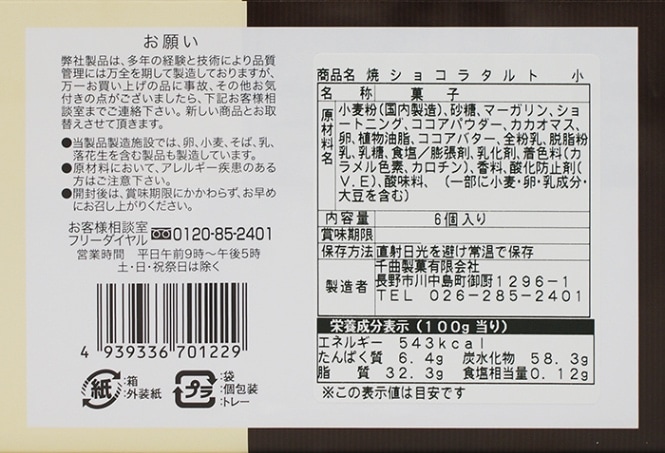 お願い
弊社製品は、多年の経験と技術により品質
管理には万全を期して製造しておりますが、
万一お買い上げの品に事故、その他お気
付きの点がございましたら、下記お客様相
談室までご連絡下さい。新しい商品とお取
替えさせて頂きます。
●当製品製造施設では、卵、小麦、そば、乳、
落花生を含む製品も製造しています。
●原材料において、アレルギー疾患のある
方はご注意下さい。
●開封後は、賞味期限にかかわらず、お早め
にお召し上がりください。
お客様相談室
フリーダイヤル 0120-85-2401
営業時間 平日午前9時〜午後5時
土・日・祝祭日は除く
4 939336 701229
紙 :箱
:外装紙
プラ :袋
:個包装
:トレー
商品名 焼ショコラタルト 小
名称 菓子
原材料名 小麦粉(国内製造)、砂糖、マーガリン、ショ
ートニング、ココアパウダー、カカオマス、
卵、植物油脂、ココアバター、全粉乳、脱脂粉
乳、乳糖、食塩/膨張剤、乳化剤、着色料(カ
ラメル色素、カロチン)、香料、酸化防止剤(
V.E)、酸味料、(一部に小麦・卵・乳成分・
大豆を含む)
内容量 6個入り
賞味期限
保存方法 直射日光を避け常温で保存
製造者 千曲製菓有限会社
長野市川中島町御厨1296-1
TEL 026-285-2401
栄養成分表示(100g当り)
エネルギー 543kcal
たんぱく質 6.4g 炭水化物 58.3g
脂質 32.3g 食塩相当量 0.12g
※この表示値は目安です